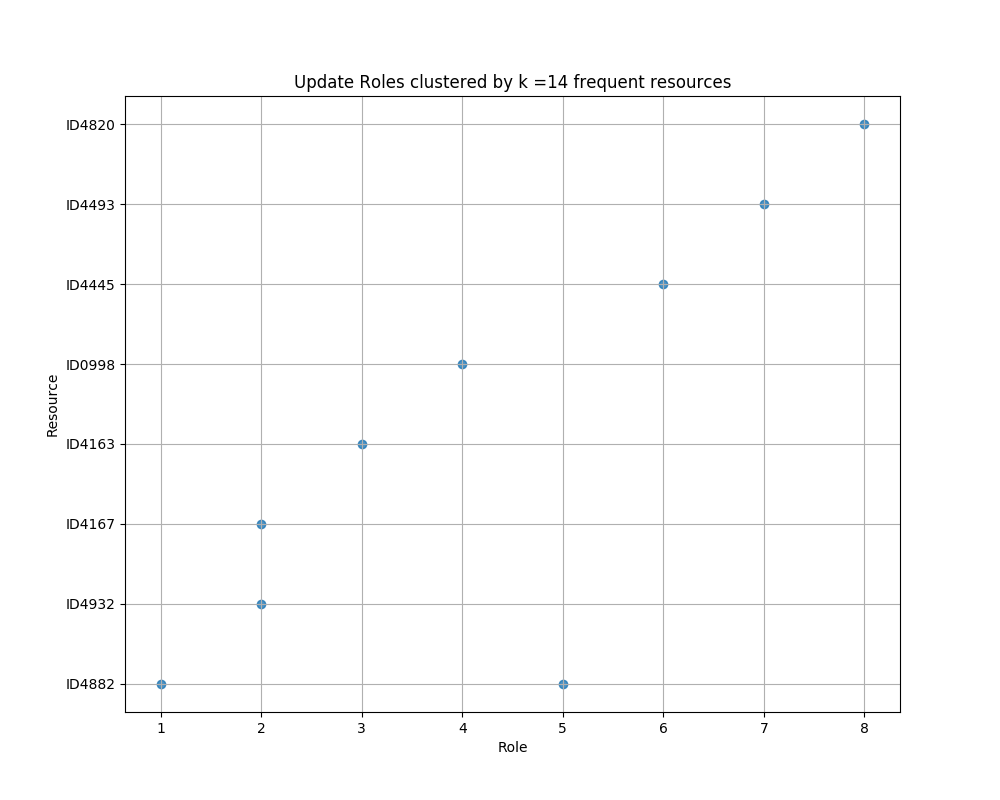 Update Roles clustered by k =14 frequent resources
ID4820
ID4493
ID4445
ID0998
ID4163
ID4167
ID4932
ID4882
Resource
1 2 3 4 5 6 7 8
Role